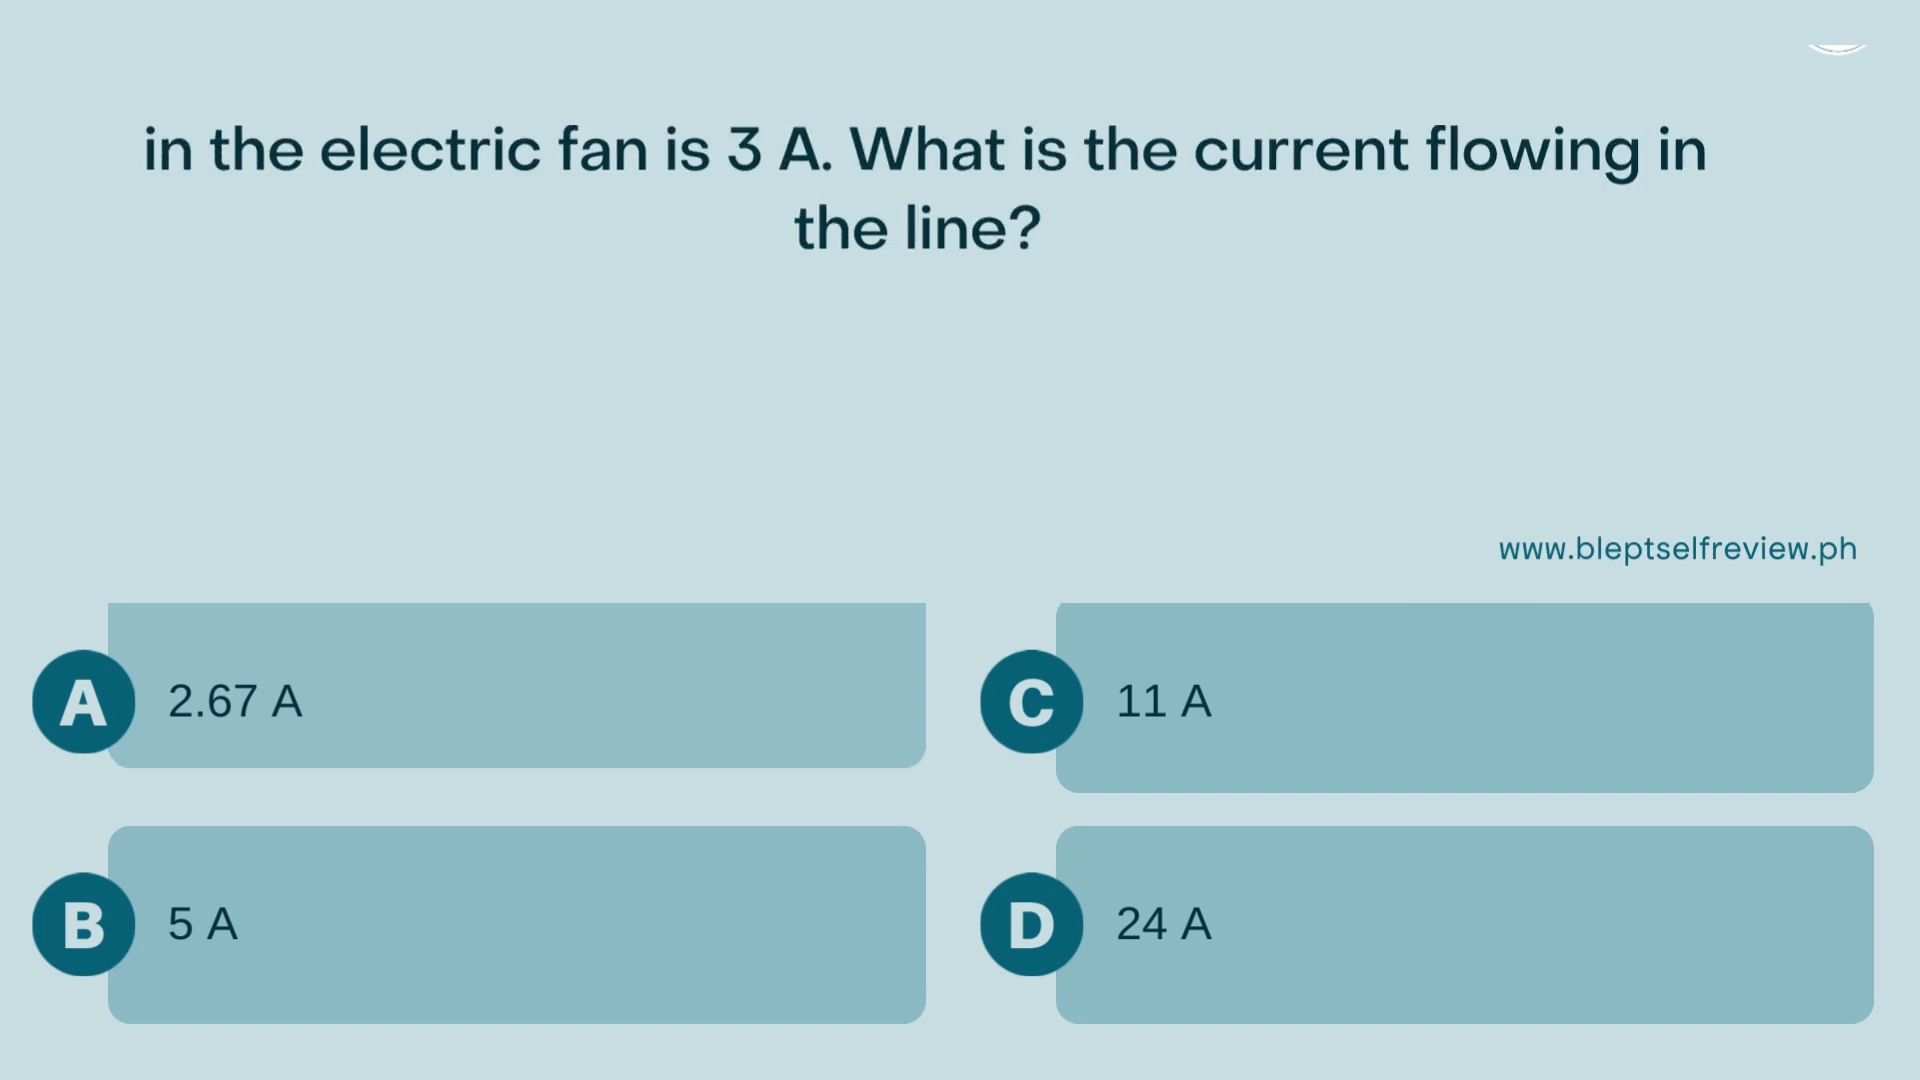 in the electric fan is 3 A. What is the current flowing in
the line?
www.bleptselfreview.ph
A 2.67 A
C 11 A
B 5 A
D 24 A